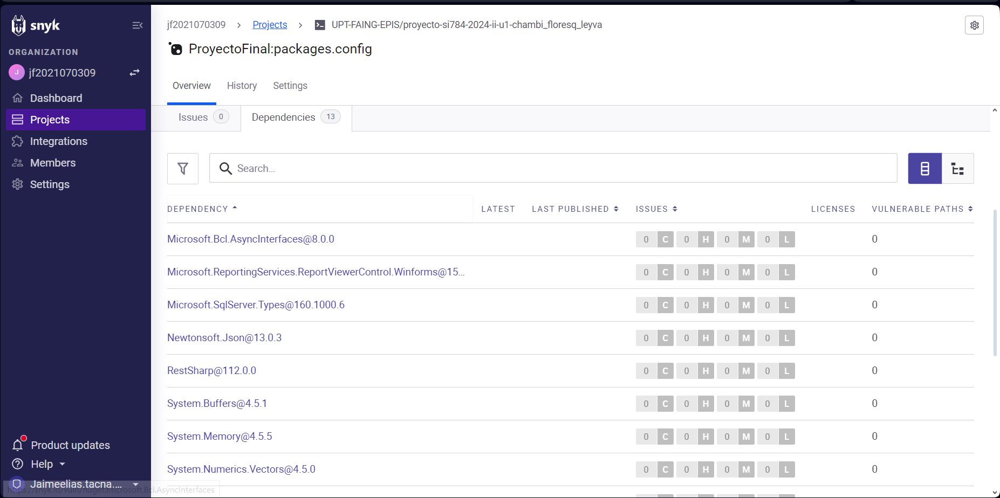 snyk
ORGANIZATION
J
jf2021070309
Dashboard
Projects
Integrations
Members
Settings
Product updates
Help
Jaimeelias.tacna....
https://snyk.io/vuln/nuget:Microsoft.Bcl.AsyncInterfaces
jf2021070309 > Projects > UPT-FAING-EPIS/proyecto-si784-2024-ii-u1-chambi_floresq_leyva
ProyectoFinal:packages.config
Overview History Settings
Issues 0 Dependencies 13
Search...
DEPENDENCY LATEST LAST PUBLISHED ISSUES LICENSES VULNERABLE PATHS
Microsoft.Bcl.AsyncInterfaces@8.0.0 0 C 0 H 0 M 0 L 0
Microsoft.ReportingServices.ReportViewerControl.Winforms@15... 0 C 0 H 0 M 0 L 0
Microsoft.SqlServer.Types@160.1000.6 0 C 0 H 0 M 0 L 0
Newtonsoft.Json@13.0.3 0 C 0 H 0 M 0 L 0
RestSharp@112.0.0 0 C 0 H 0 M 0 L 0
System.Buffers@4.5.1 0 C 0 H 0 M 0 L 0
System.Memory@4.5.5 0 C 0 H 0 M 0 L 0
System.Numerics.Vectors@4.5.0 0 C 0 H 0 M 0 L 0